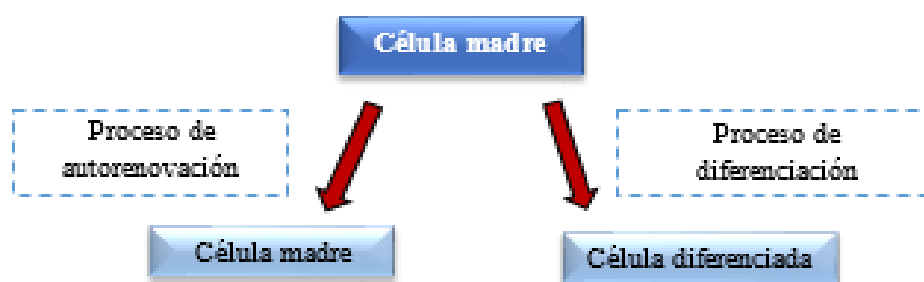 Célula madre
Proceso de
autorenovación
Proceso de
diferenciación
Célula madre
Célula diferenciada